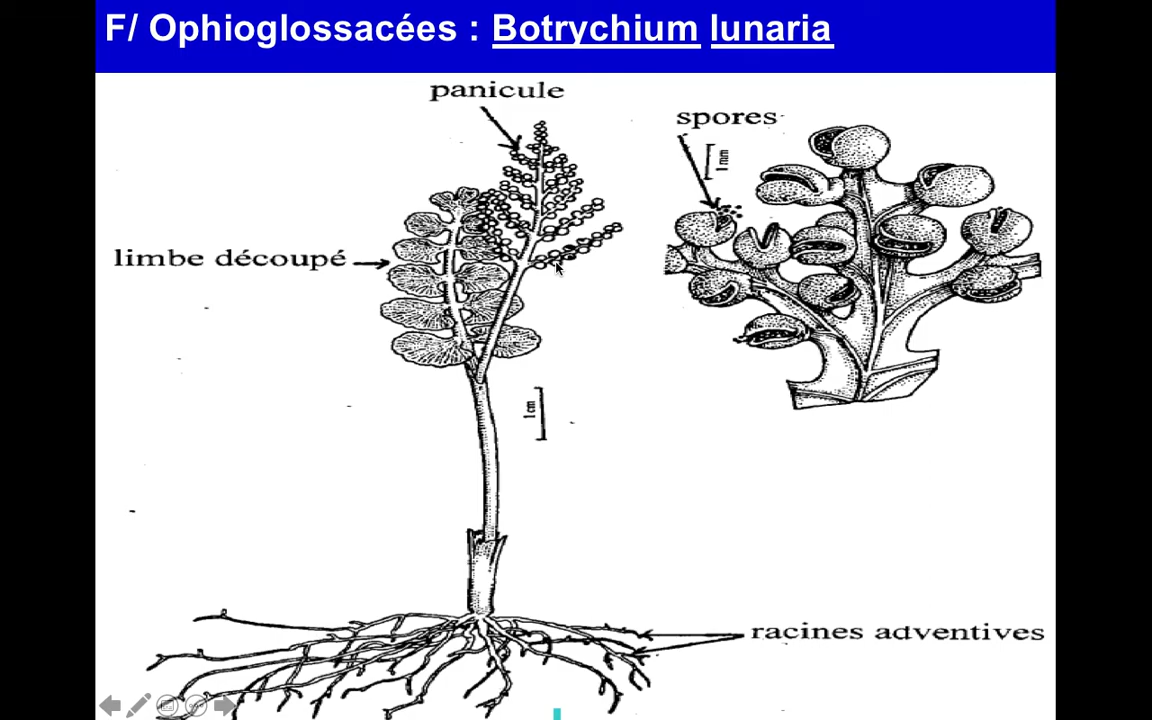 F/ Ophioglossacées : Botrychium lunaria
panicule
spores
1mm
limbe découpé
1cm
racines adventives